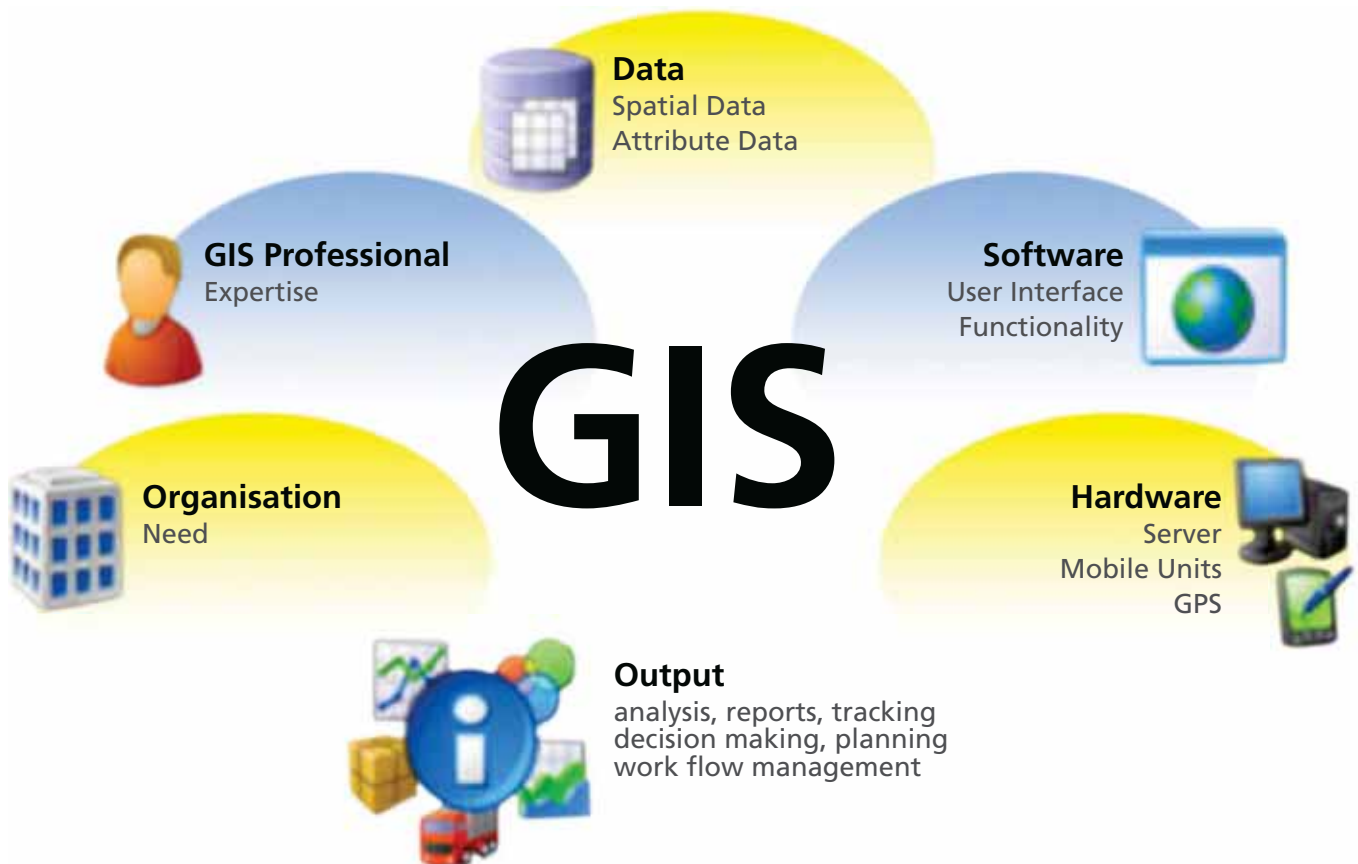 Data
Spatial Data
Attribute Data
GIS Professional
Expertise
Software
User Interface
Functionality
GIS
Organisation
Need
Hardware
Server
Mobile Units
GPS
Output
analysis, reports, tracking
decision making, planning
work flow management